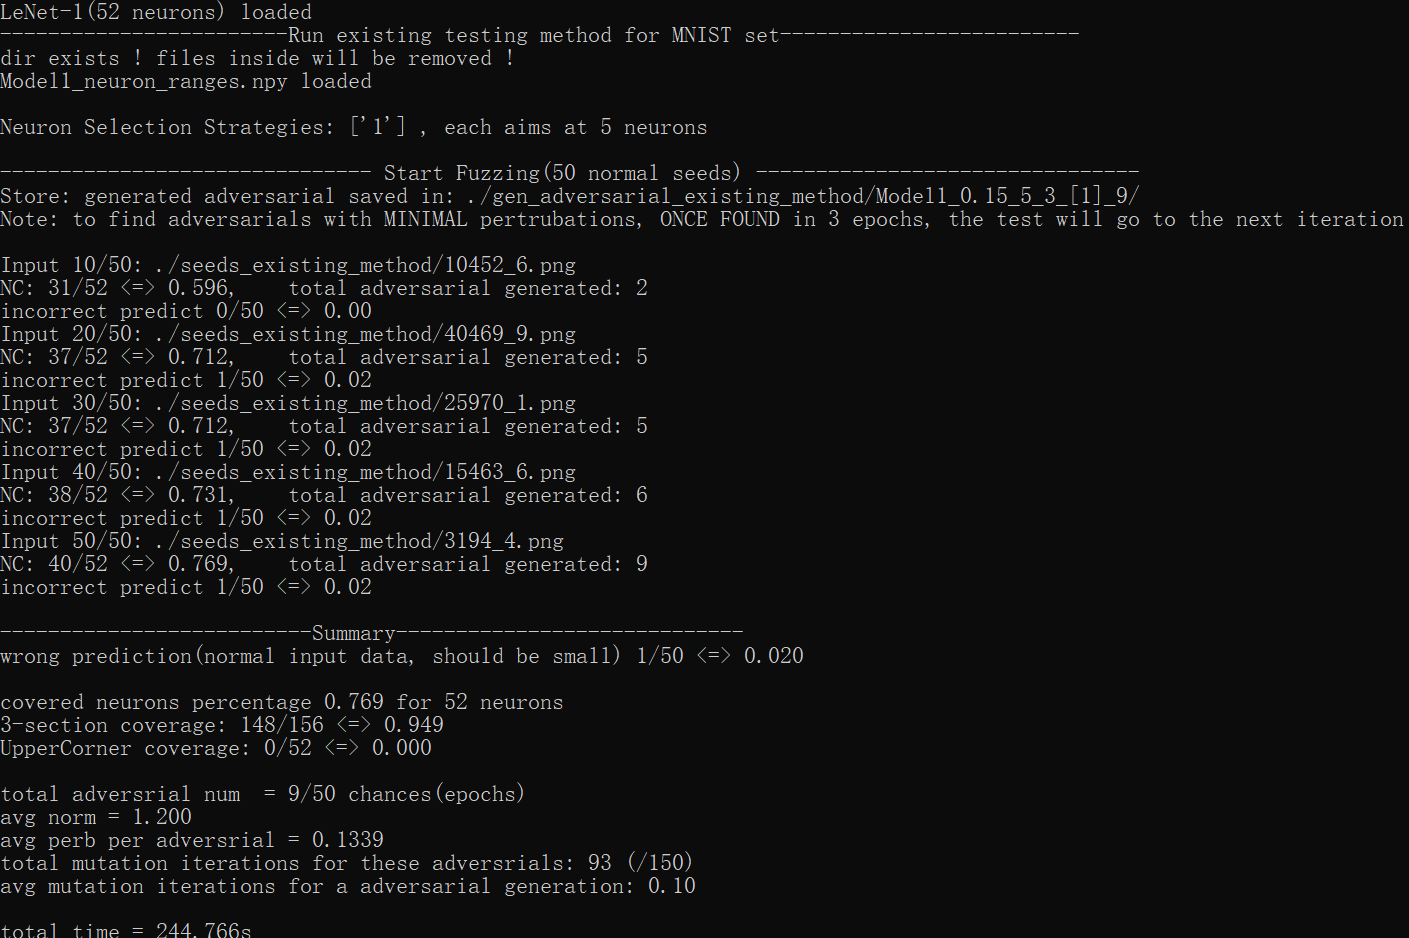 LeNet-1(52 neurons) loaded
------------------------Run existing testing method for MNIST set-------------------------
dir exists ! files inside will be removed !
Model1_neuron_ranges.npy loaded
Neuron Selection Strategies: ['1'] , each aims at 5 neurons
------------------------------- Start Fuzzing(50 normal seeds) --------------------------------
Store: generated adversarial saved in: ./gen_adversarial_existing_method/Model1_0.15_5_3_[1]_9/
Note: to find adversarials with MINIMAL pertrubations, ONCE FOUND in 3 epochs, the test will go to the next iteration
Input 10/50: ./seeds_existing_method/10452_6.png
NC: 31/52 <=> 0.596,    total adversarial generated: 2
incorrect predict 0/50 <=> 0.00
Input 20/50: ./seeds_existing_method/40469_9.png
NC: 37/52 <=> 0.712,    total adversarial generated: 5
incorrect predict 1/50 <=> 0.02
Input 30/50: ./seeds_existing_method/25970_1.png
NC: 37/52 <=> 0.712,    total adversarial generated: 5
incorrect predict 1/50 <=> 0.02
Input 40/50: ./seeds_existing_method/15463_6.png
NC: 38/52 <=> 0.731,    total adversarial generated: 6
incorrect predict 1/50 <=> 0.02
Input 50/50: ./seeds_existing_method/3194_4.png
NC: 40/52 <=> 0.769,    total adversarial generated: 9
incorrect predict 1/50 <=> 0.02
--------------------------Summary-----------------------------
wrong prediction(normal input data, should be small) 1/50 <=> 0.020
covered neurons percentage 0.769 for 52 neurons
3-section coverage: 148/156 <=> 0.949
UpperCorner coverage: 0/52 <=> 0.000
total adversrial num  = 9/50 chances(epochs)
avg norm = 1.200
avg perb per adversrial = 0.1339
total mutation iterations for these adversrials: 93 (/150)
avg mutation iterations for a adversarial generation: 0.10
total time = 244.766s